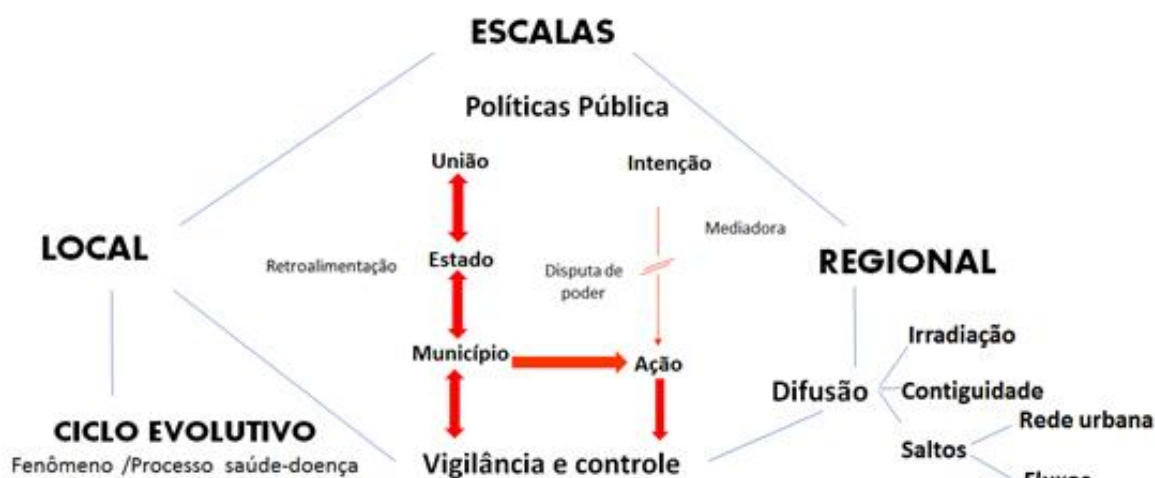 ESCALAS
Políticas Pública
União
Intenção
Mediadora
LOCAL
Retroalimentação
Estado
Disputa de
poder
REGIONAL
Município
Ação
Irradiação
Difusão
Contiguidade
Rede urbana
CICLO EVOLUTIVO
Saltos
Fenômeno /Processo saúde-doença
Vigilância e controle